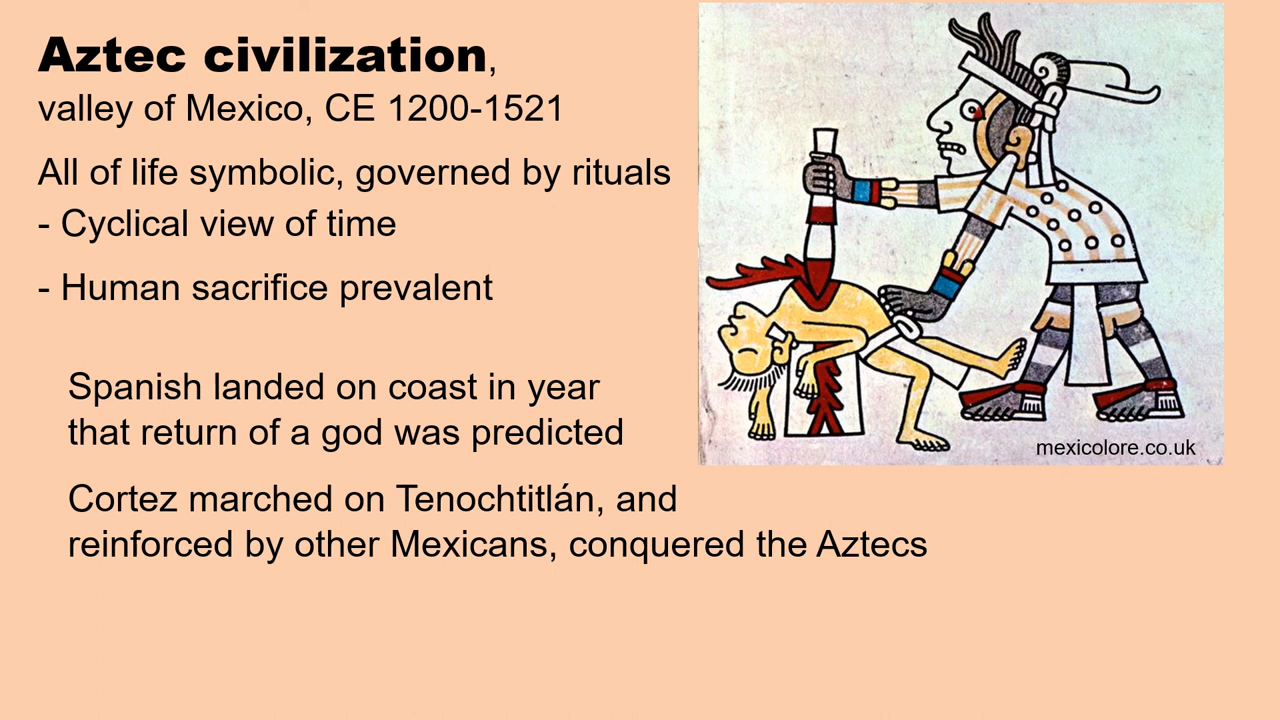 Aztec civilization,
valley of Mexico, CE 1200-1521
All of life symbolic, governed by rituals
- Cyclical view of time
- Human sacrifice prevalent
Spanish landed on coast in year
that return of a god was predicted
Cortez marched on Tenochtitlán, and
reinforced by other Mexicans, conquered the Aztecs
mexicolore.co.uk